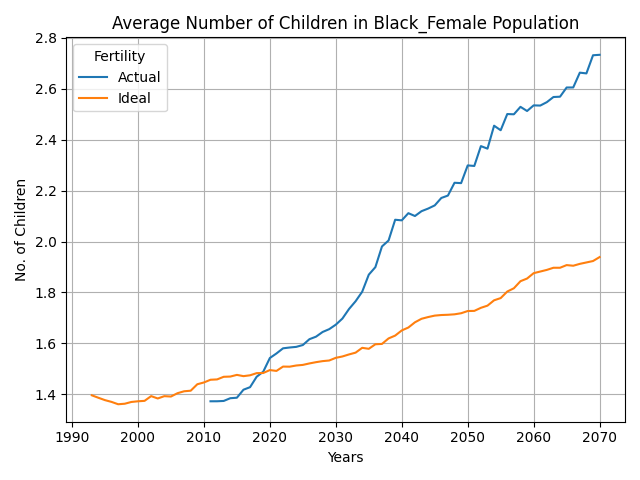 Average Number of Children in Black_Female Population
Fertility
Actual
Ideal
No. of Children
2.8
2.6
2.4
2.2
2.0
1.8
1.6
1.4
1990 2000 2010 2020 2030 2040 2050 2060 2070
Years